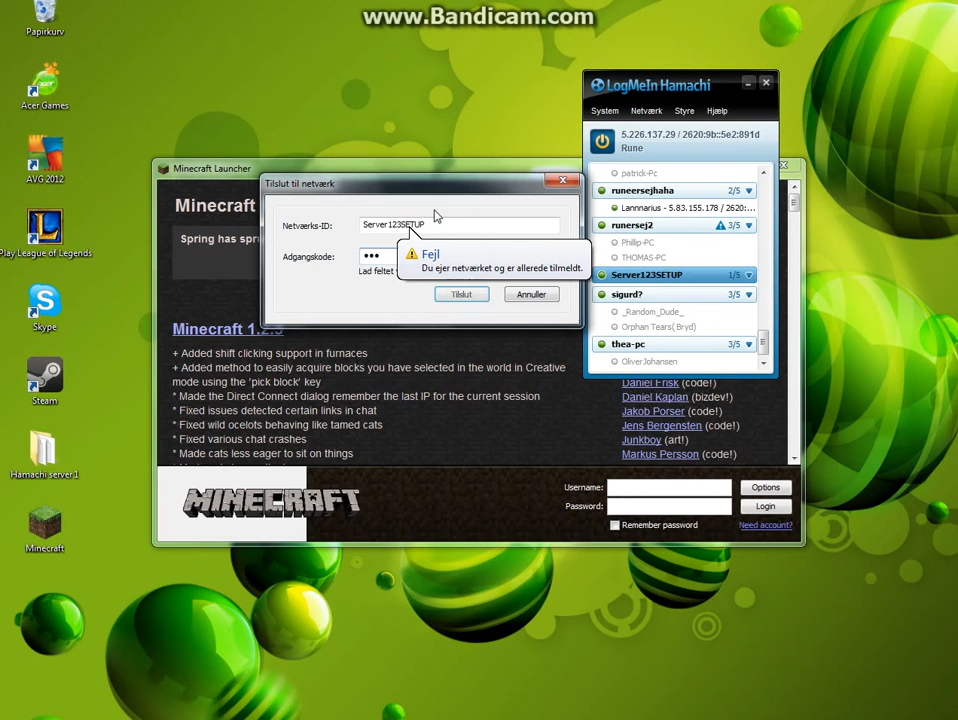 www.Bandicam.com
Papirkurv
Acer Games
AVG 2012
Play League of Legends
Skype
Steam
Hamachi server 1
Minecraft
LogMeIn Hamachi
System Netværk Styre Hjælp
5.226.137.29 / 2620:9b::5e2:891d
Rune
patrick-Pc
runeersejhaha 2/5
Lannnarius - 5.83.155.178 / 2620:...
runersej2 3/5
Phillip-PC
THOMAS-PC
Server123SETUP 1/5
sigurd? 3/5
_Random_Dude_
Orphan Tears( Bryd)
thea-pc 3/5
OliverJohansen
Minecraft Launcher
Minecraft
Spring has spru
Tilslut til netværk
Netværks-ID: Server123SETUP
Adgangskode: •••
Lad feltet
Fejl
Du ejer netværket og er allerede tilmeldt.
Tilslut Annuller
Minecraft 1.2.
+ Added shift clicking support in furnaces
+ Added method to easily acquire blocks you have selected in the world in Creative
mode using the 'pick block' key
* Made the Direct Connect dialog remember the last IP for the current session
* Fixed issues detected certain links in chat
* Fixed wild ocelots behaving like tamed cats
* Fixed various chat crashes
* Made cats less eager to sit on things
Daniel Frisk (code!)
Daniel Kaplan (bizdev!)
Jakob Porser (code!)
Jens Bergensten (code!)
Junkboy (art!)
Markus Persson (code!)
MINECRAFT
Username: Options
Password: Login
Remember password Need account?